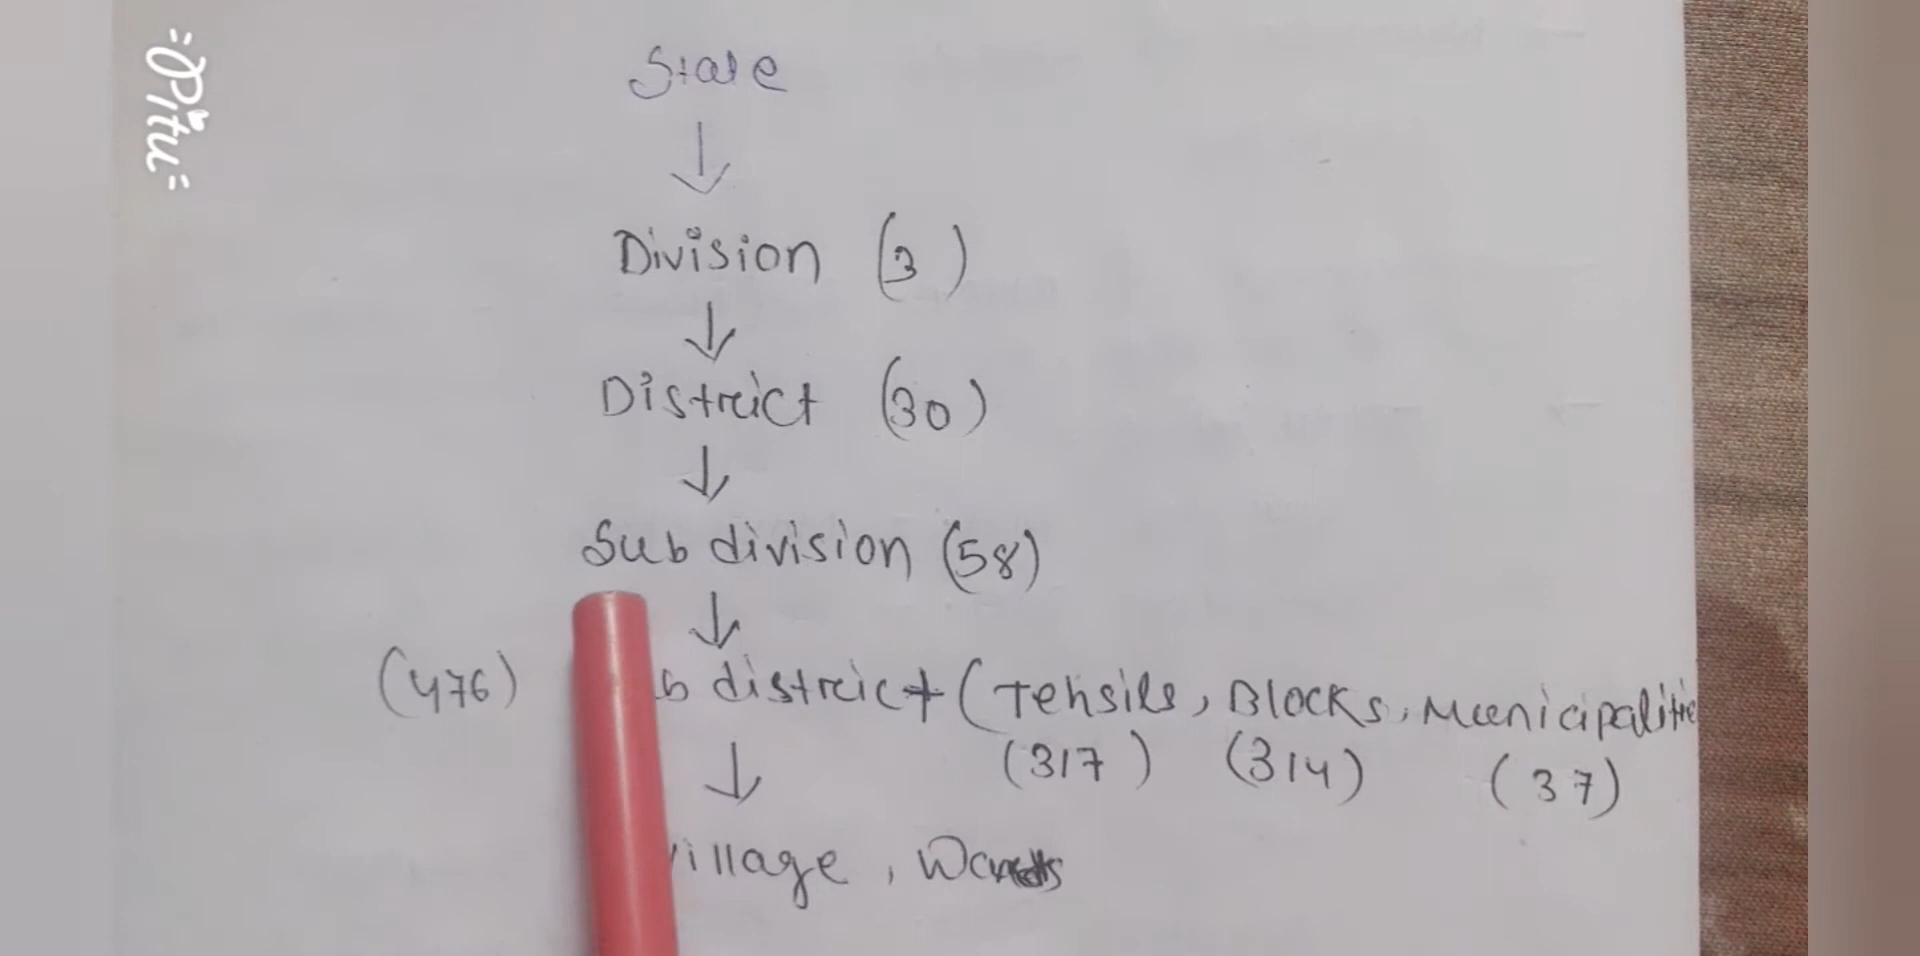 =Pitu=
State
↓
Division (3)
↓
District (30)
↓
Sub division (58)
↓
(476) b district (Tehsils, Blocks, Municipalitie
(317) (314) (37)
↓
illage, Wards